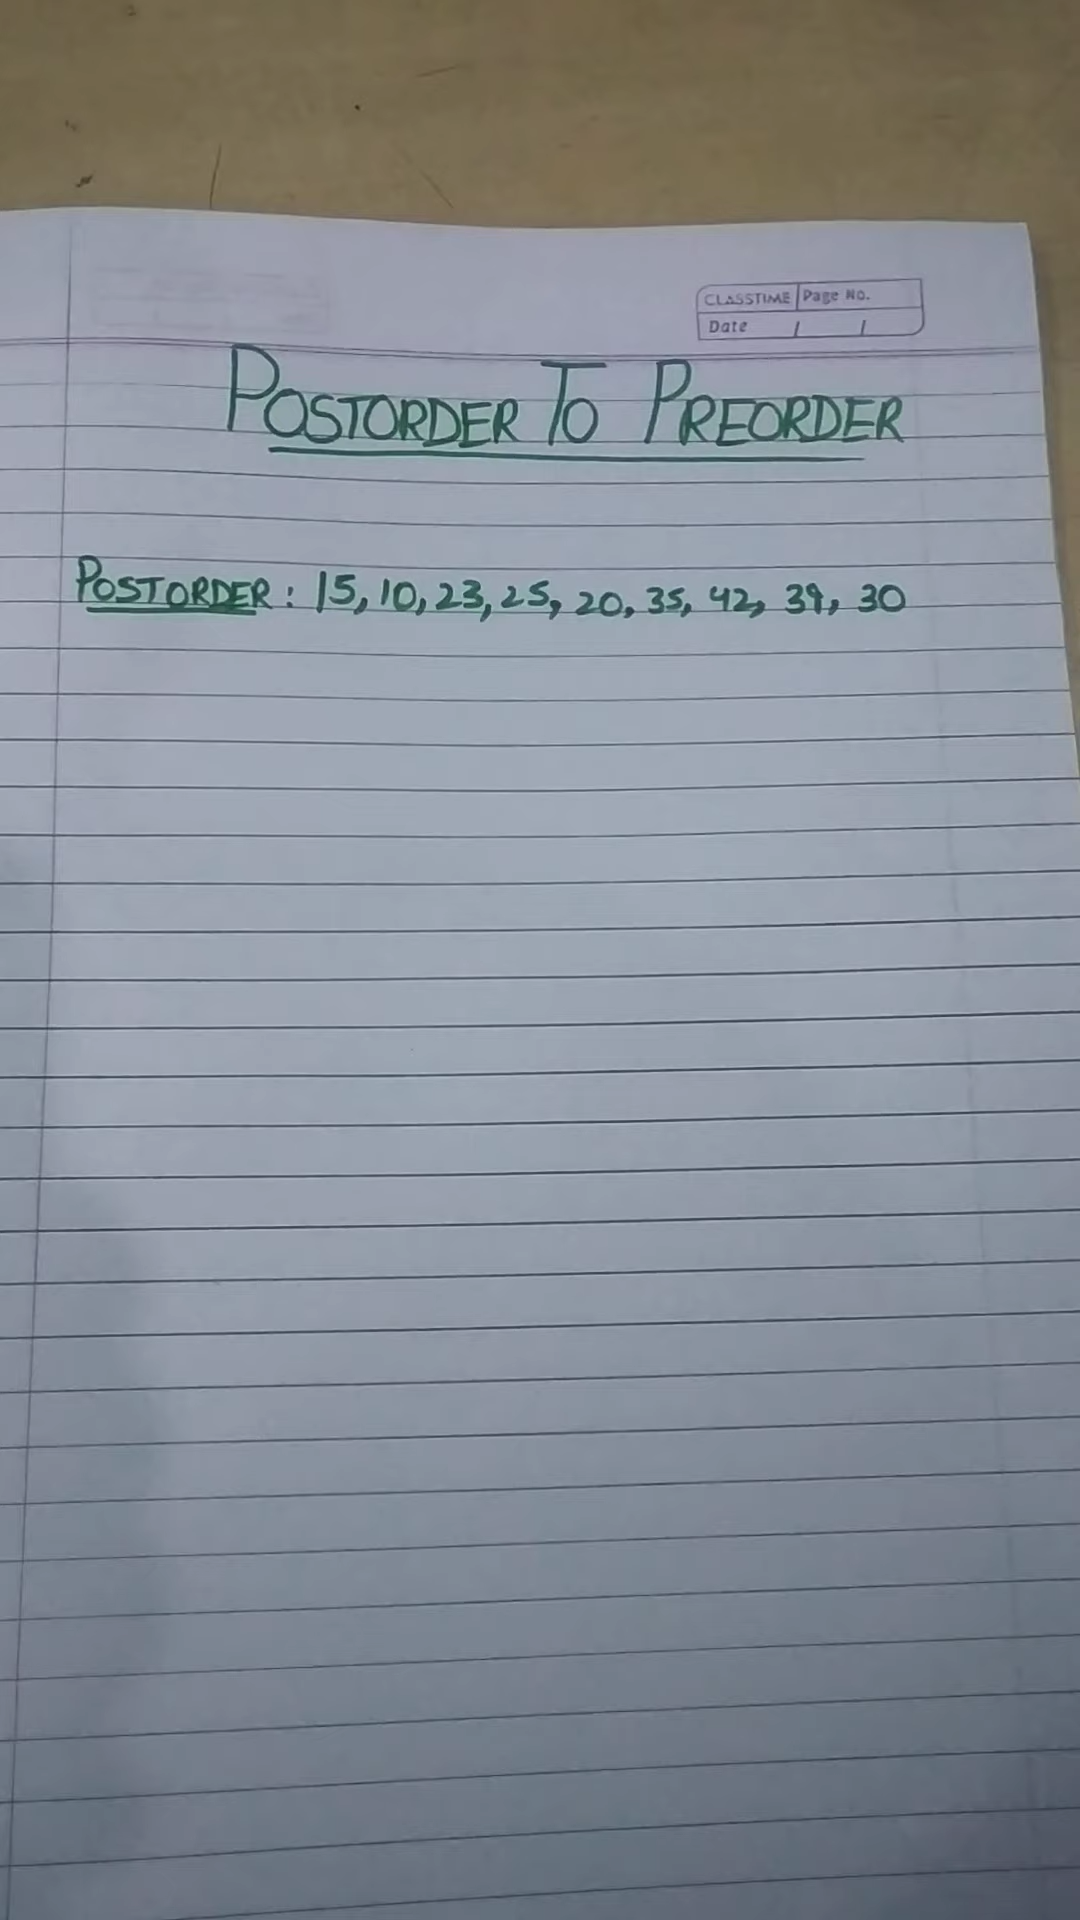 CLASSTIME Page No.
Date / /
POSTORDER TO PREORDER
POSTORDER : 15, 10, 23, 25, 20, 35, 42, 39, 30